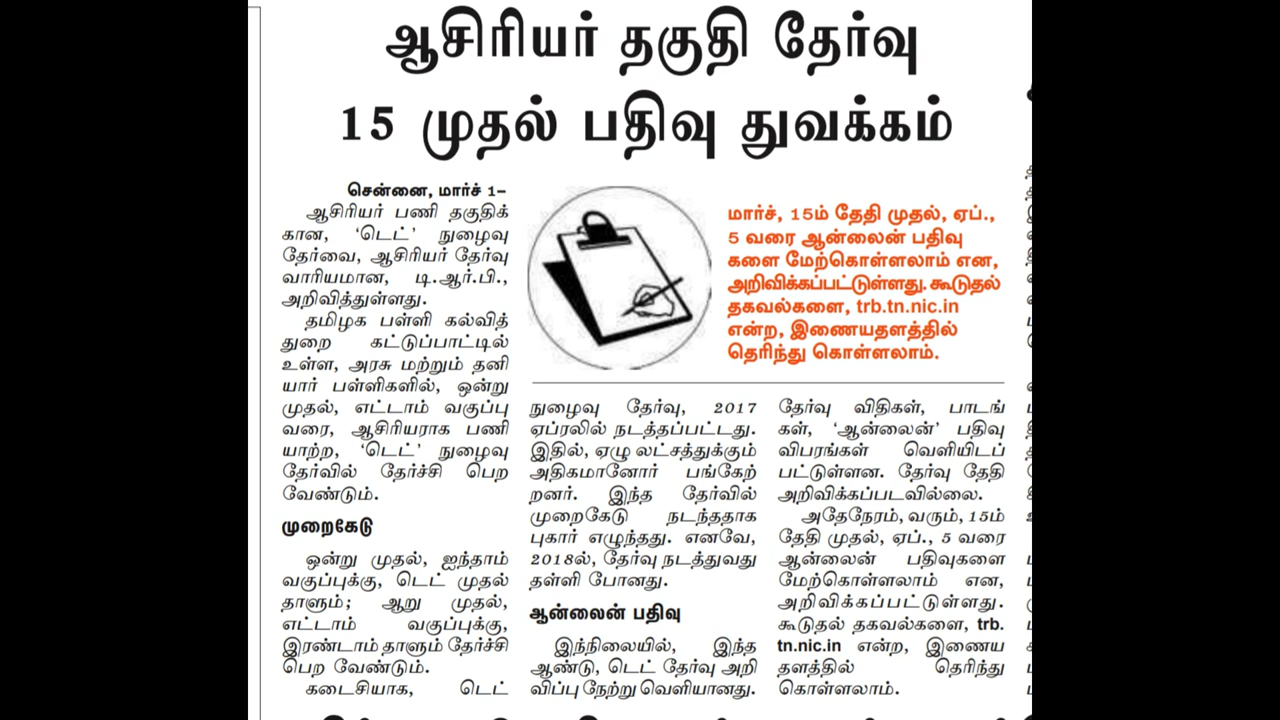 ஆசிரியர் தகுதி தேர்வு
15 முதல் பதிவு துவக்கம்
சென்னை, மார்ச் 1–
ஆசிரியர் பணி தகுதிக்
கான, ‘டெட்’ நுழைவு
தேர்வை, ஆசிரியர் தேர்வு
வாரியமான, டி.ஆர்.பி.,
அறிவித்துள்ளது.
தமிழக பள்ளி கல்வித்
துறை கட்டுப்பாட்டில்
உள்ள, அரசு மற்றும் தனி
யார் பள்ளிகளில், ஒன்று
முதல், எட்டாம் வகுப்பு
வரை, ஆசிரியராக பணி
யாற்ற, ‘டெட்’ நுழைவு
தேர்வில் தேர்ச்சி பெற
வேண்டும்.
முறைகேடு
ஒன்று முதல், ஐந்தாம்
வகுப்புக்கு, டெட் முதல்
தாளும்; ஆறு முதல்,
எட்டாம் வகுப்புக்கு,
இரண்டாம் தாளும் தேர்ச்சி
பெற வேண்டும்.
கடைசியாக, டெட்
மார்ச், 15ம் தேதி முதல், ஏப்.,
5 வரை ஆன்லைன் பதிவு
களை மேற்கொள்ளலாம் என,
அறிவிக்கப்பட்டுள்ளது. கூடுதல்
தகவல்களை, trb.tn.nic.in
என்ற, இணையதளத்தில்
தெரிந்து கொள்ளலாம்.
நுழைவு தேர்வு, 2017
ஏப்ரலில் நடத்தப்பட்டது.
இதில், ஏழு லட்சத்துக்கும்
அதிகமானோர் பங்கேற்
றனர். இந்த தேர்வில்
முறைகேடு நடந்ததாக
புகார் எழுந்தது. எனவே,
2018ல், தேர்வு நடத்துவது
தள்ளி போனது.
ஆன்லைன் பதிவு
இந்நிலையில், இந்த
ஆண்டு, டெட் தேர்வு அறி
விப்பு நேற்று வெளியானது.
தேர்வு விதிகள், பாடங்
கள், ‘ஆன்லைன்’ பதிவு
விபரங்கள் வெளியிடப்
பட்டுள்ளன. தேர்வு தேதி
அறிவிக்கப்படவில்லை.
அதேநேரம், வரும், 15ம்
தேதி முதல், ஏப்., 5 வரை
ஆன்லைன் பதிவுகளை
மேற்கொள்ளலாம் என,
அறிவிக்கப்பட்டுள்ளது.
கூடுதல் தகவல்களை, trb.
tn.nic.in என்ற, இணைய
தளத்தில் தெரிந்து
கொள்ளலாம்.